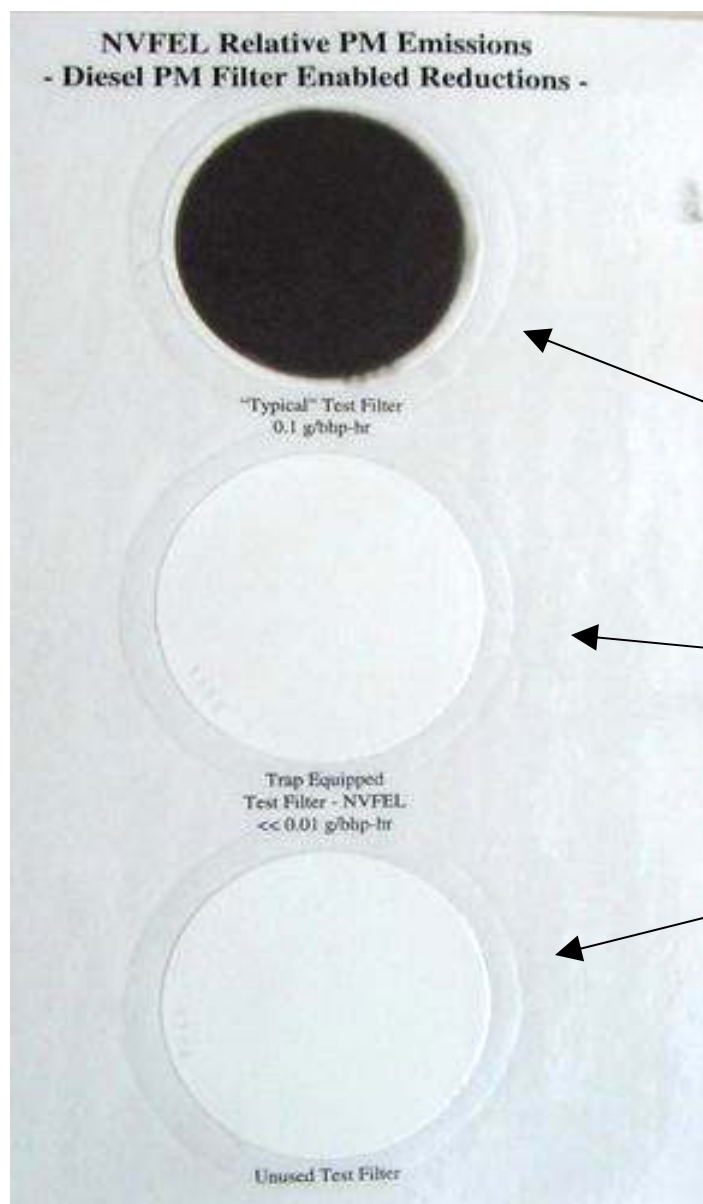 NVFEL Relative PM Emissions
- Diesel PM Filter Enabled Reductions -
"Typical" Test Filter
0.1 g/bhp-hr
Trap Equipped
Test Filter - NVFEL
<< 0.01 g/bhp-hr
Unused Test Filter